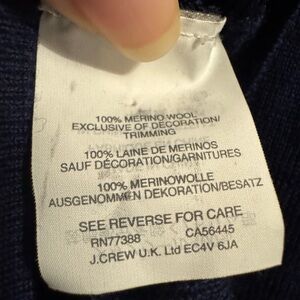 100% MERINO WOOL
EXCLUSIVE OF DECORATION/
TRIMMING
100% LAINE DE MERINOS
SAUF DÉCORATION/GARNITURES
100% MERINOWOLLE
AUSGENOMMEN DEKORATION/BESATZ
SEE REVERSE FOR CARE
RN77388 CA56445
J.CREW U.K. Ltd EC4V 6JA